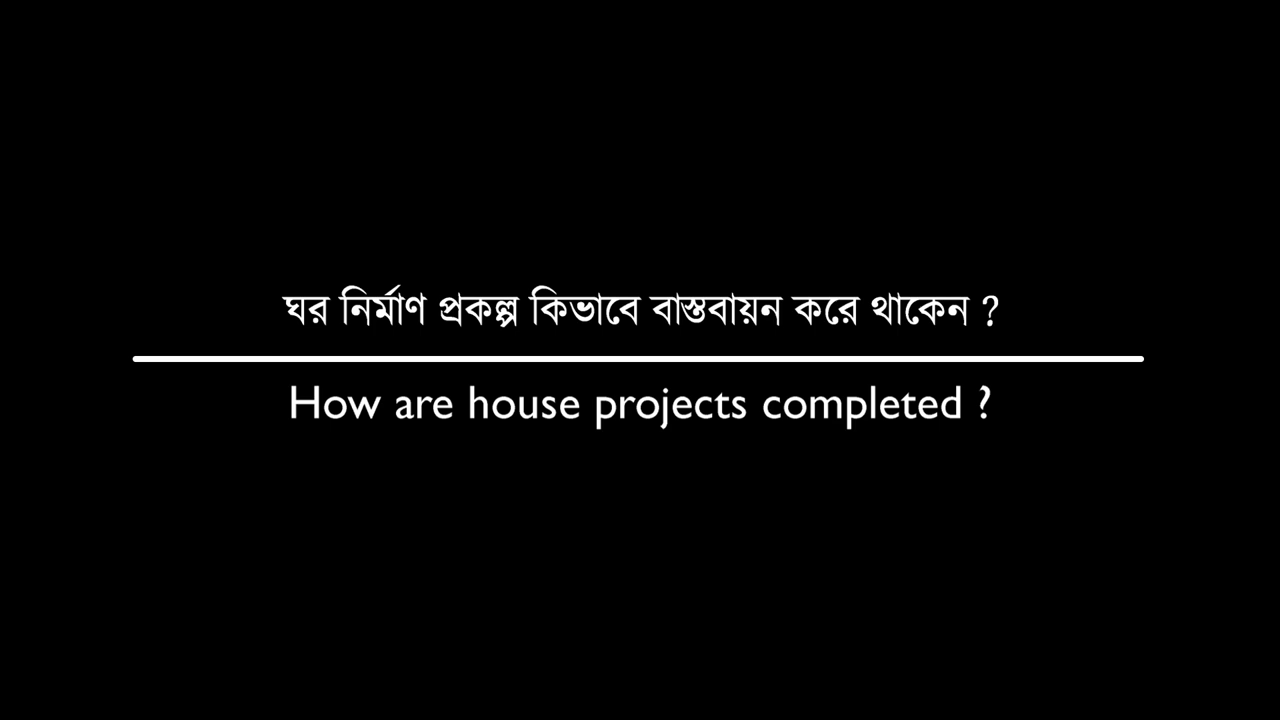 ঘর নির্মাণ প্রকল্প কিভাবে বাস্তবায়ন করে থাকেন ?
How are house projects completed ?